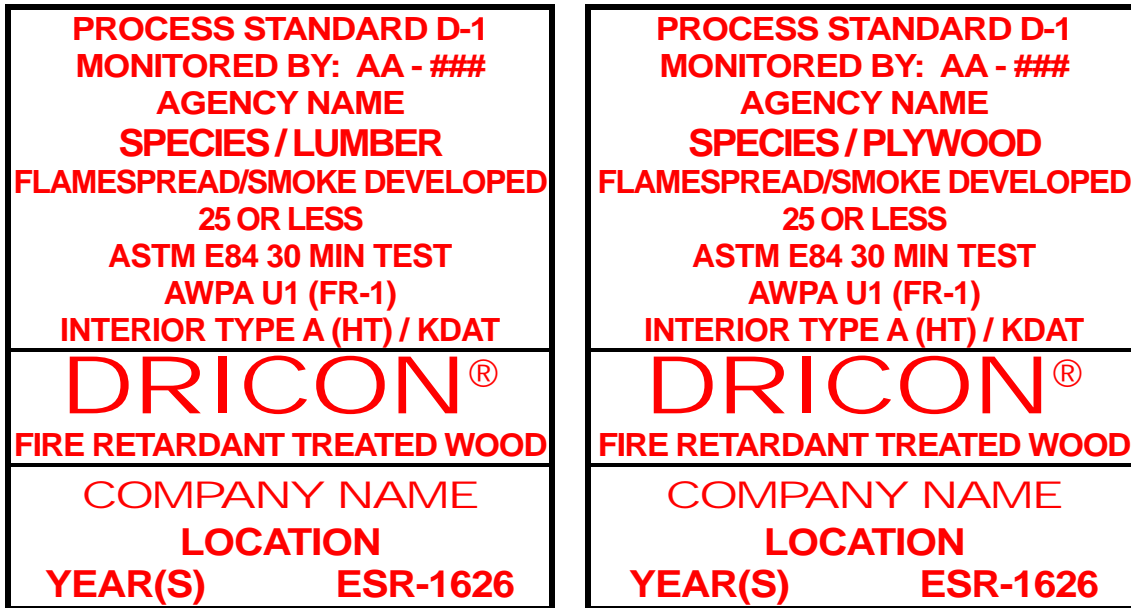 PROCESS STANDARD D-1
MONITORED BY: AA - ###
AGENCY NAME
SPECIES / LUMBER
FLAMESPREAD/SMOKE DEVELOPED
25 OR LESS
ASTM E84 30 MIN TEST
AWPA U1 (FR-1)
INTERIOR TYPE A (HT) / KDAT
DRICON®
FIRE RETARDANT TREATED WOOD
COMPANY NAME
LOCATION
YEAR(S) ESR-1626
PROCESS STANDARD D-1
MONITORED BY: AA - ###
AGENCY NAME
SPECIES / PLYWOOD
FLAMESPREAD/SMOKE DEVELOPED
25 OR LESS
ASTM E84 30 MIN TEST
AWPA U1 (FR-1)
INTERIOR TYPE A (HT) / KDAT
DRICON®
FIRE RETARDANT TREATED WOOD
COMPANY NAME
LOCATION
YEAR(S) ESR-1626